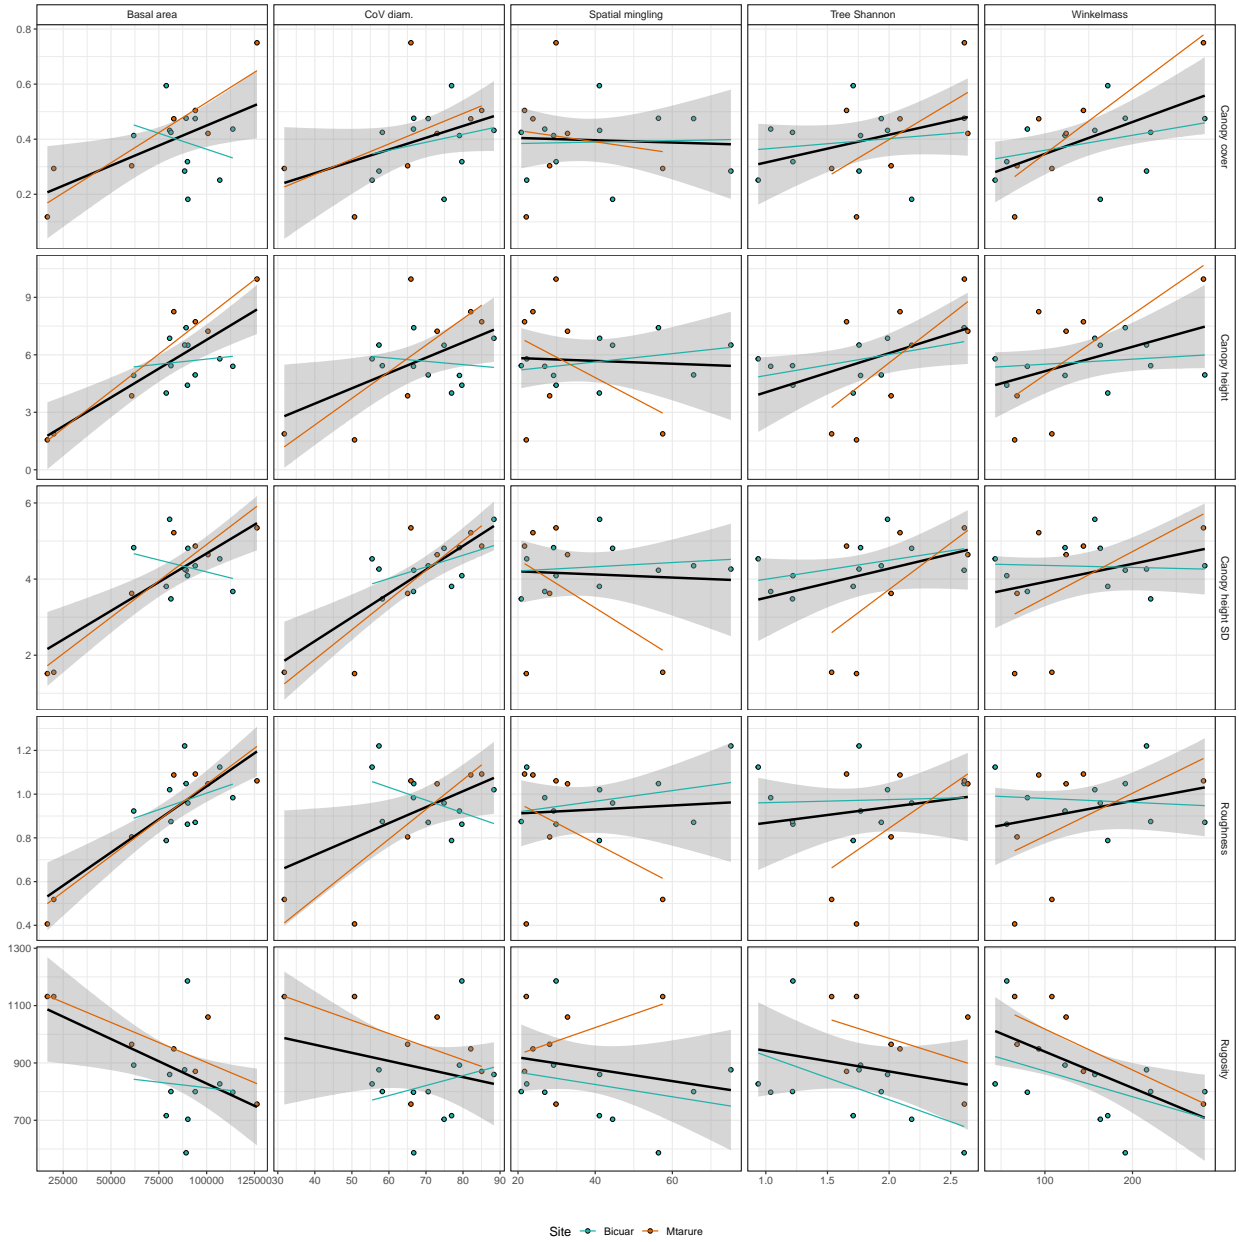 Basal area CoV diam. Spatial mingling Tree Shannon Winkelmass
0.8
0.6
0.4
0.2
Canopy cover
9
6
3
0
Canopy height
6
4
2
Canopy height SD
1.2
1.0
0.8
0.6
0.4
Roughness
1300
1100
900
700
Rugosity
25000 50000 75000 100000 125000 30 40 50 60 70 80 90 20 40 60 1.0 1.5 2.0 2.5 100 200
Site Bicuar Mtarure